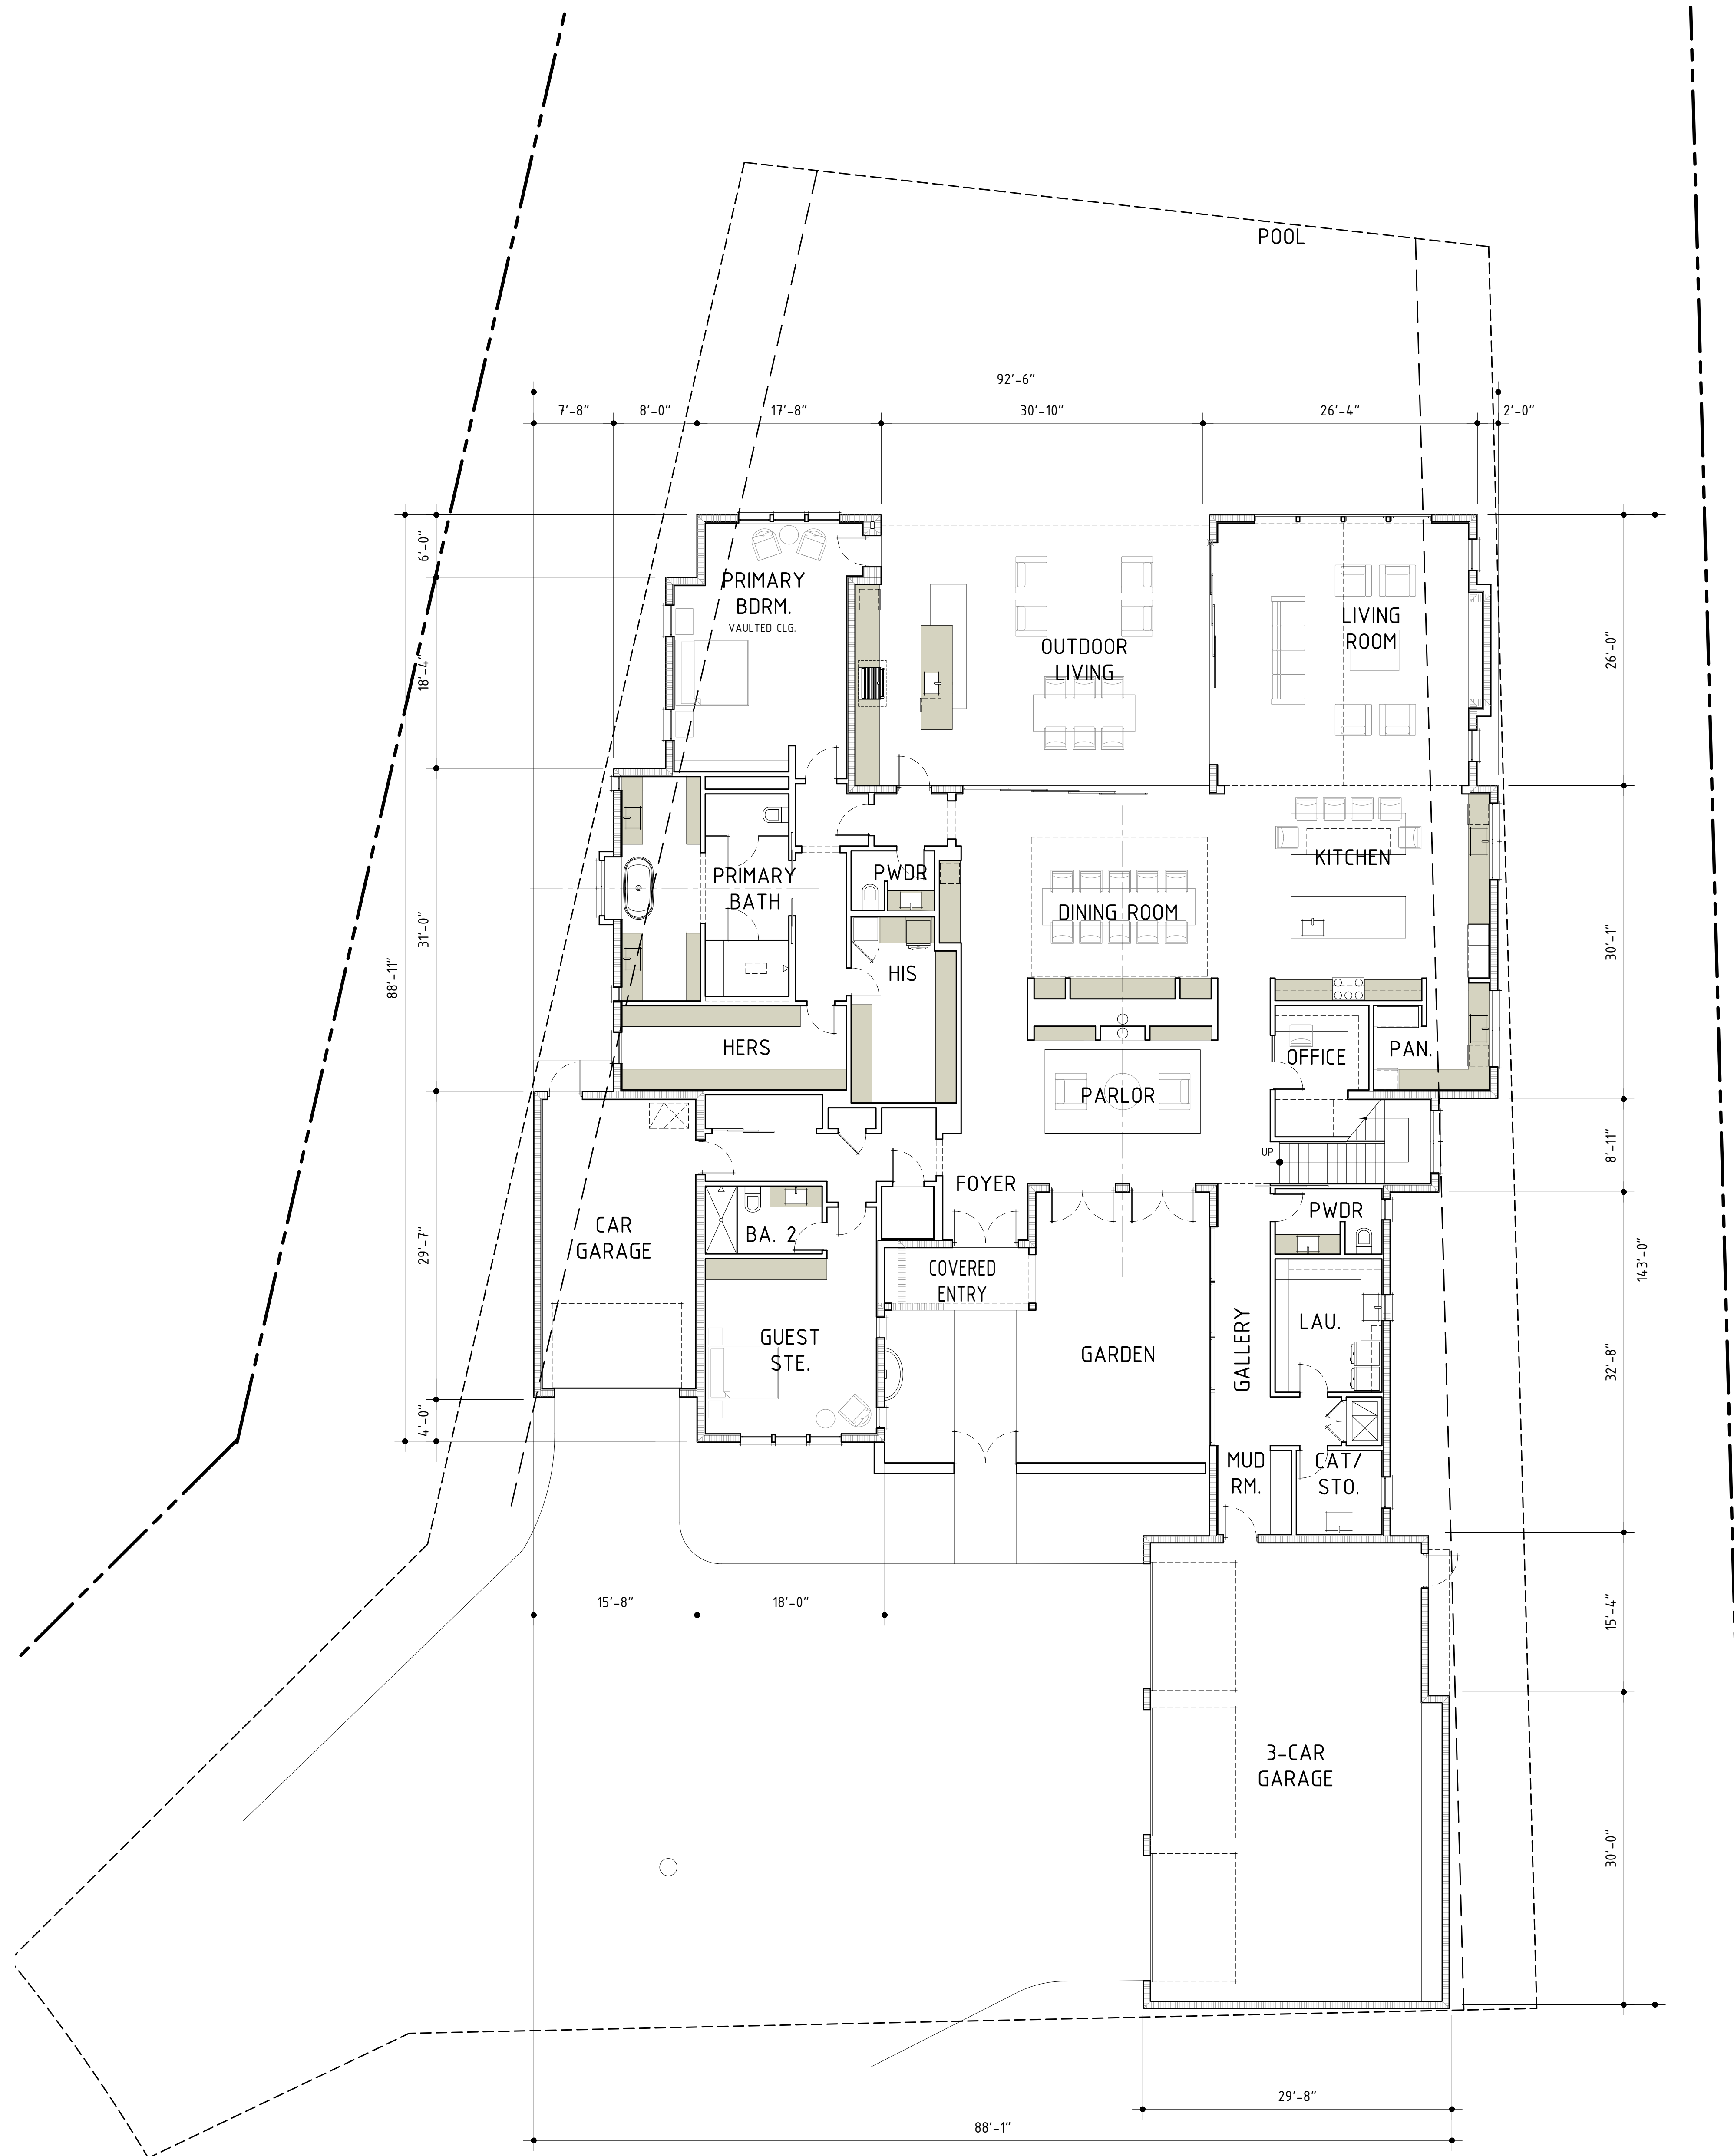 POOL
92'-6"
7'-8"
8'-0"
17'-8"
30'-10"
26'-4"
2'-0"
6'-0"
PRIMARY
BDRM.
VAULTED CLG.
LIVING
ROOM
OUTDOOR
LIVING
26'-0"
18'-4"
KITCHEN
PRIMARY
BATH
PWDR
DINING ROOM
31'-0"
30'-1"
88'-11"
HIS
HERS
OFFICE
PAN.
PARLOR
8'-11"
UP
FOYER
PWDR
CAR
GARAGE
BA. 2
COVERED
ENTRY
29'-7"
143'-0"
LAU.
GUEST
STE.
GARDEN
GALLERY
32'-8"
4'-0"
MUD
RM.
CAT/
STO.
15'-8"
18'-0"
15'-4"
3-CAR
GARAGE
30'-0"
29'-8"
88'-1"